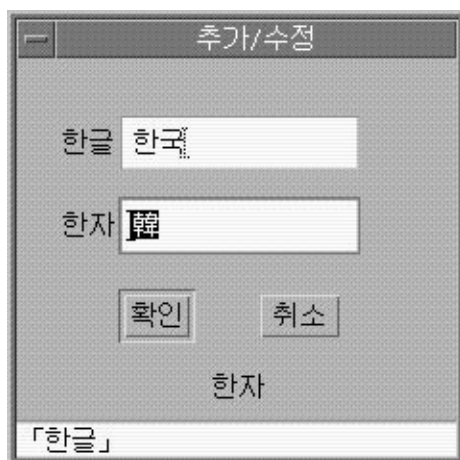 추가/수정
한글 한국
한자 韓
확인 취소
한자
「한글」